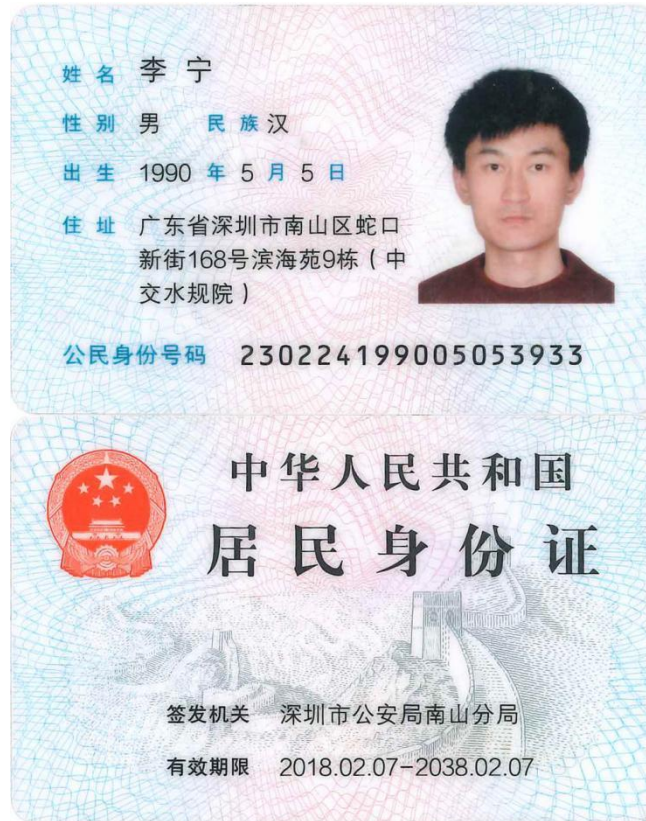 姓名 李宁
性别 男 民族 汉
出生 1990 年 5 月 5 日
住址 广东省深圳市南山区蛇口
新街168号滨海苑9栋（中
交水规院）
公民身份号码 230224199005053933
中华人民共和国
居民身份证
签发机关 深圳市公安局南山分局
有效期限 2018.02.07-2038.02.07